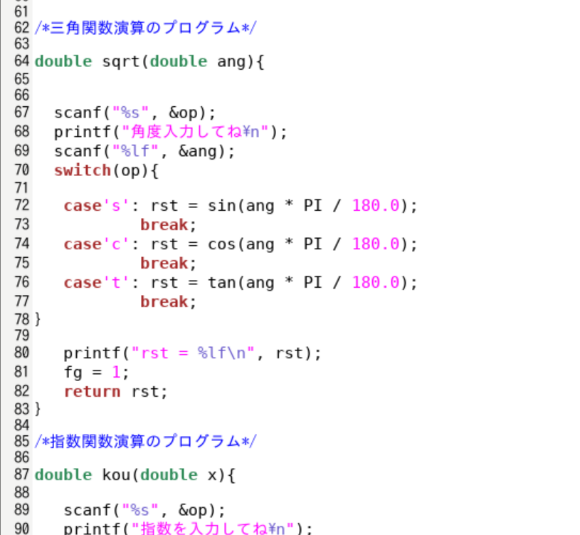 61
62 /*三角関数演算のプログラム*/
63
64 double sqrt(double ang){
65
66
67 scanf("%s", &op);
68 printf("角度入力してね¥n");
69 scanf("%lf", &ang);
70 switch(op){
71
72 case's': rst = sin(ang * PI / 180.0);
73 break;
74 case'c': rst = cos(ang * PI / 180.0);
75 break;
76 case't': rst = tan(ang * PI / 180.0);
77 break;
78 }
79
80 printf("rst = %lf\n", rst);
81 fg = 1;
82 return rst;
83 }
84
85 /*指数関数演算のプログラム*/
86
87 double kou(double x){
88
89 scanf("%s", &op);
90 printf("指数を入力してね¥n");